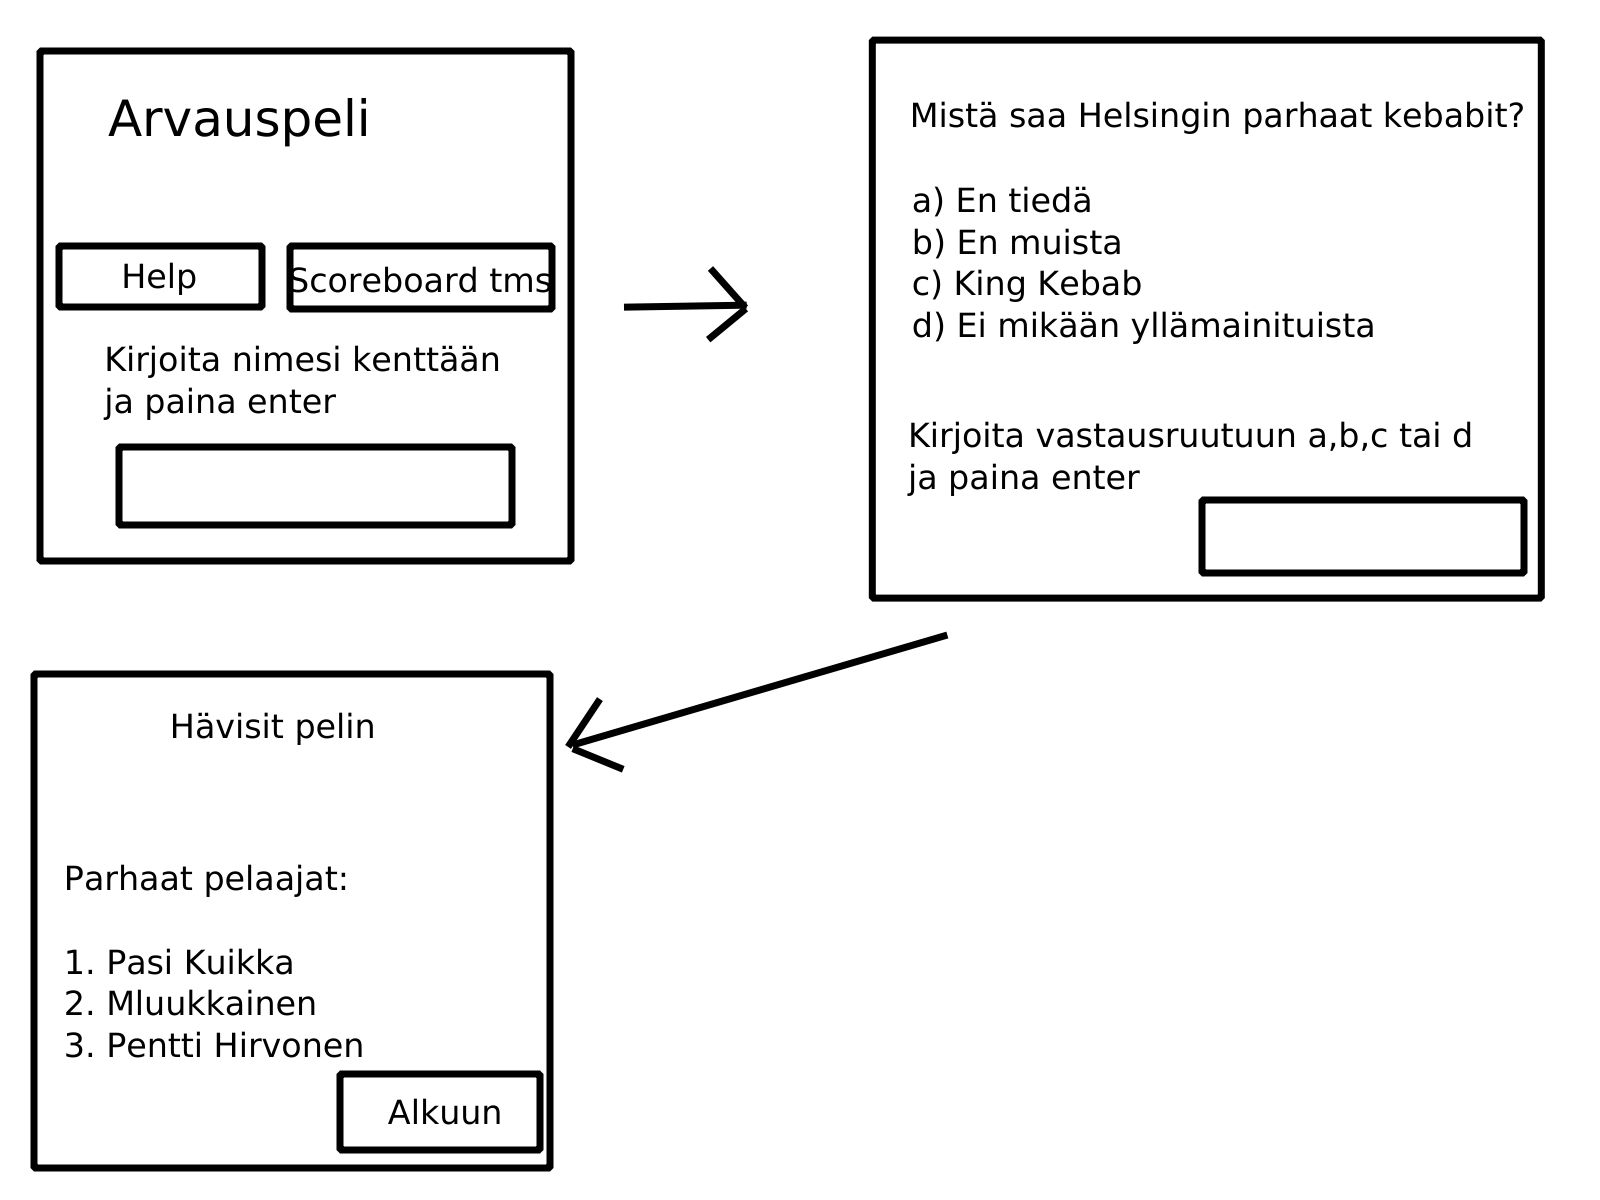 Arvauspeli
Help
Scoreboard tms
Kirjoita nimesi kenttään
ja paina enter
Mistä saa Helsingin parhaat kebabit?
a) En tiedä
b) En muista
c) King Kebab
d) Ei mikään yllämainituista
Kirjoita vastausruutuun a,b,c tai d
ja paina enter
Hävisit pelin
Parhaat pelaajat:
1. Pasi Kuikka
2. Mluukkainen
3. Pentti Hirvonen
Alkuun